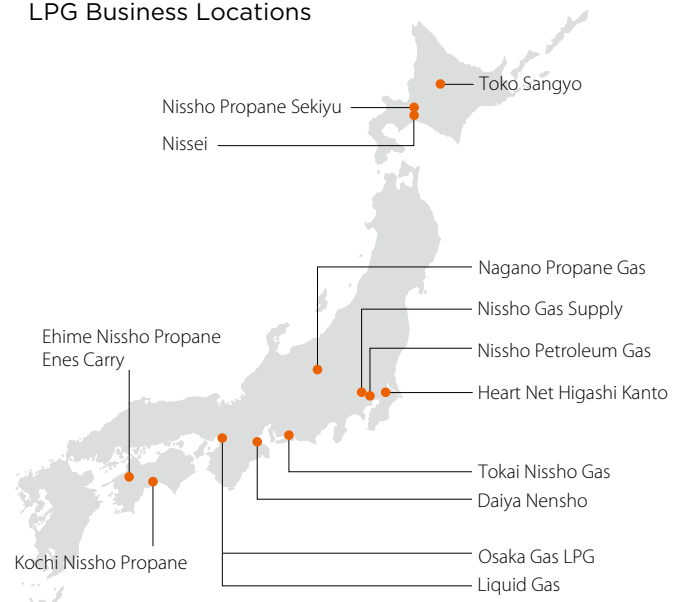 LPG Business Locations
Toko Sangyo
Nissho Propane Sekiyu
Nissei
Nagano Propane Gas
Nissho Gas Supply
Ehime Nissho Propane
Enes Carry
Nissho Petroleum Gas
Heart Net Higashi Kanto
Tokai Nissho Gas
Daiya Nensho
Kochi Nissho Propane
Osaka Gas LPG
Liquid Gas